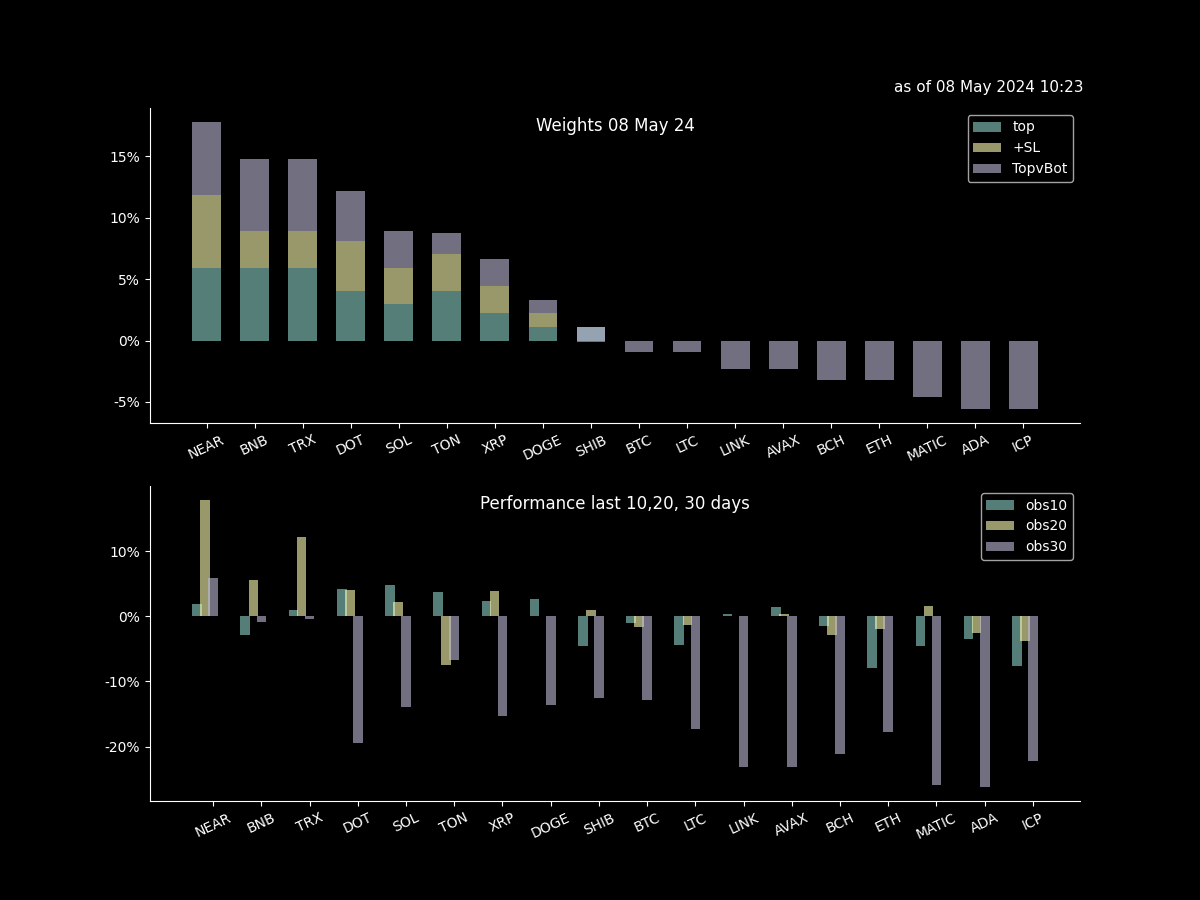 as of 08 May 2024 10:23
Weights 08 May 24
top
+SL
TopvBot
15%
10%
5%
0%
-5%
NEAR BNB TRX DOT SOL TON XRP DOGE SHIB BTC LTC LINK AVAX BCH ETH MATIC ADA ICP
Performance last 10,20, 30 days
obs10
obs20
obs30
10%
0%
-10%
-20%
NEAR BNB TRX DOT SOL TON XRP DOGE SHIB BTC LTC LINK AVAX BCH ETH MATIC ADA ICP